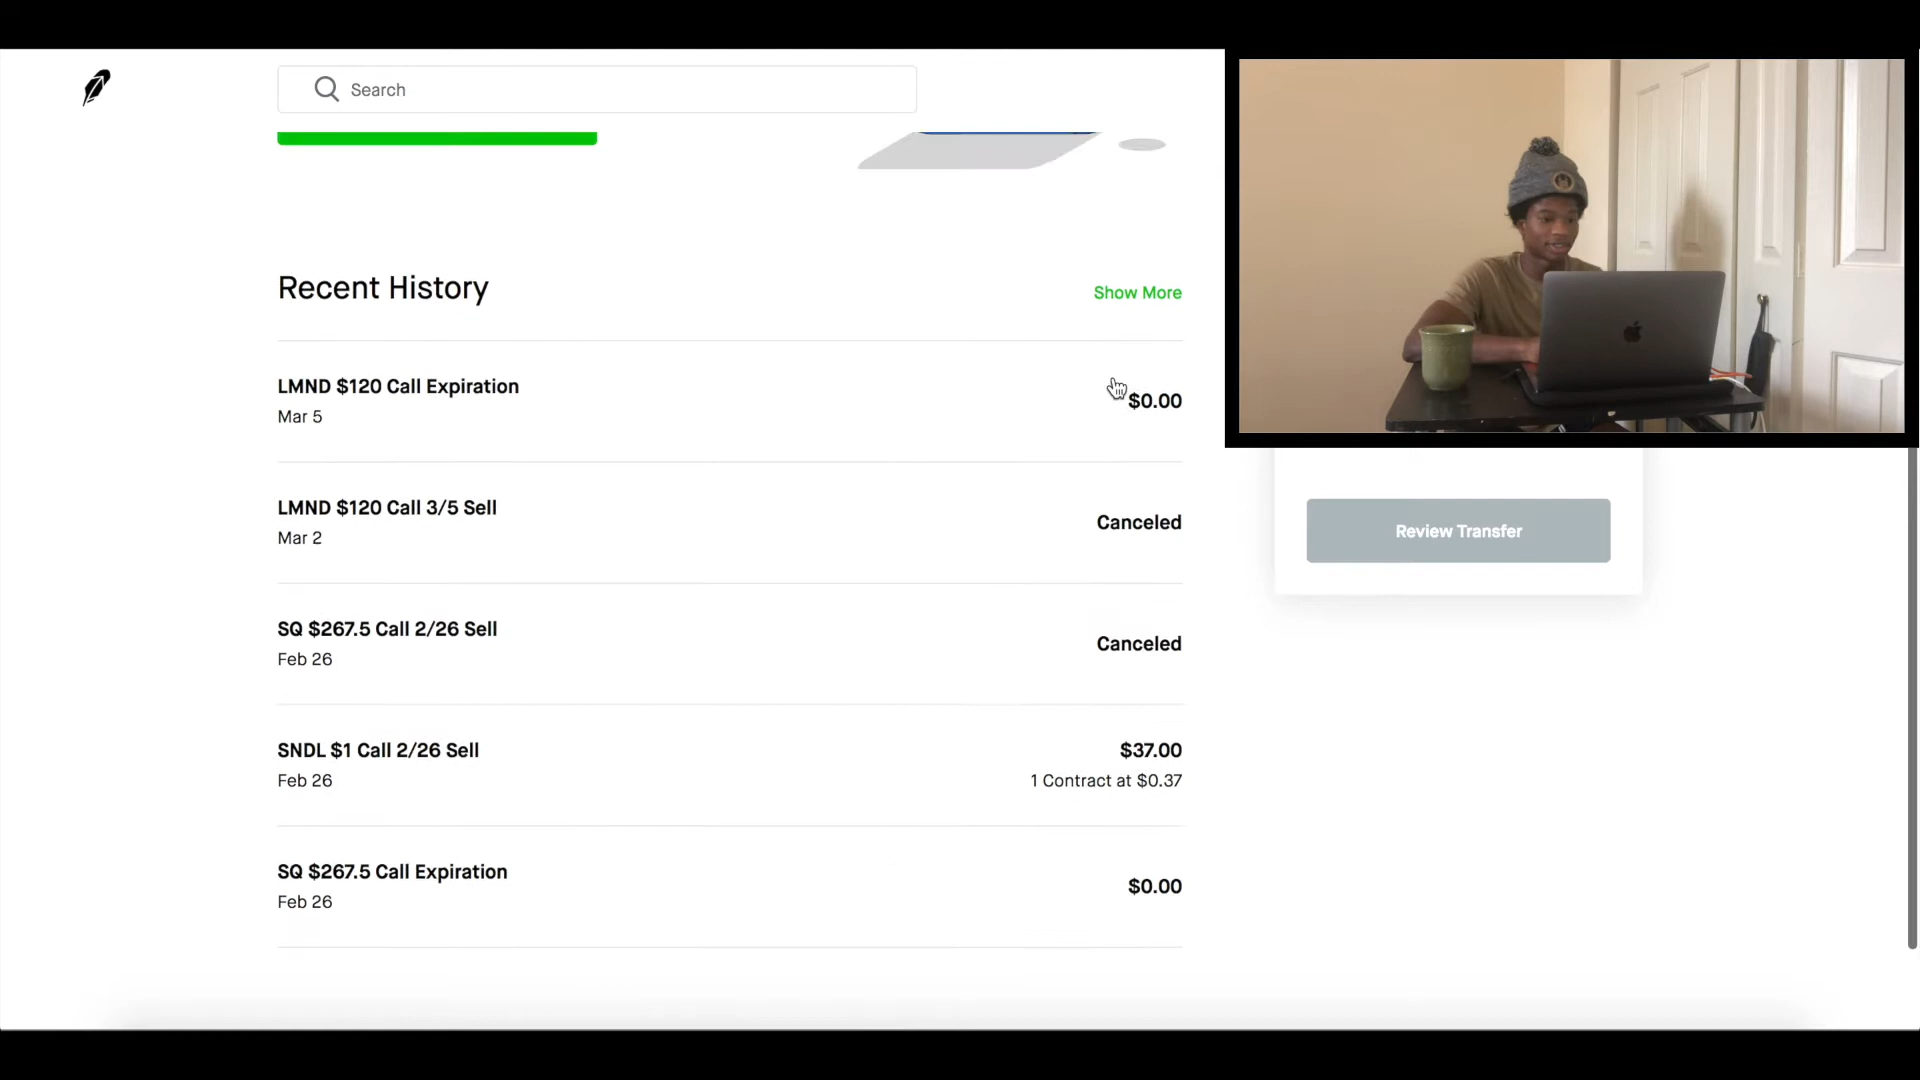 Search
Recent History
Show More
LMND $120 Call Expiration
Mar 5
$0.00
LMND $120 Call 3/5 Sell
Mar 2
Canceled
SQ $267.5 Call 2/26 Sell
Feb 26
Canceled
SNDL $1 Call 2/26 Sell
Feb 26
$37.00
1 Contract at $0.37
SQ $267.5 Call Expiration
Feb 26
$0.00
Review Transfer